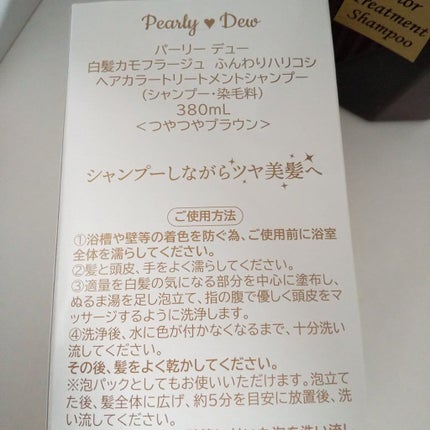 Pearly ♥ Dew
パーリー デュー
白髪カモフラージュ ふんわりハリコシ
ヘアカラートリートメントシャンプー
(シャンプー・染毛料)
380mL
<つやつやブラウン>
シャンプーしながらツヤ美髪へ
ご使用方法
①浴槽や壁等の着色を防ぐ為、ご使用前に浴室
全体を濡らしてください。
②髪と頭皮、手をよく濡らしてください。
③適量を白髪の気になる部分を中心に塗布し、
ぬるま湯を足し泡立て、指の腹で優しく頭皮をマ
ッサージするように洗浄します。
④洗浄後、水に色が付かなくなるまで、十分洗い
流してください。
その後、髪をよく乾かしてください。
※泡パックとしてもお使いいただけます。泡立て
た後、髪全体に広げ、約5分を目安に放置後、洗い
流してください。
Treatment
Shampoo